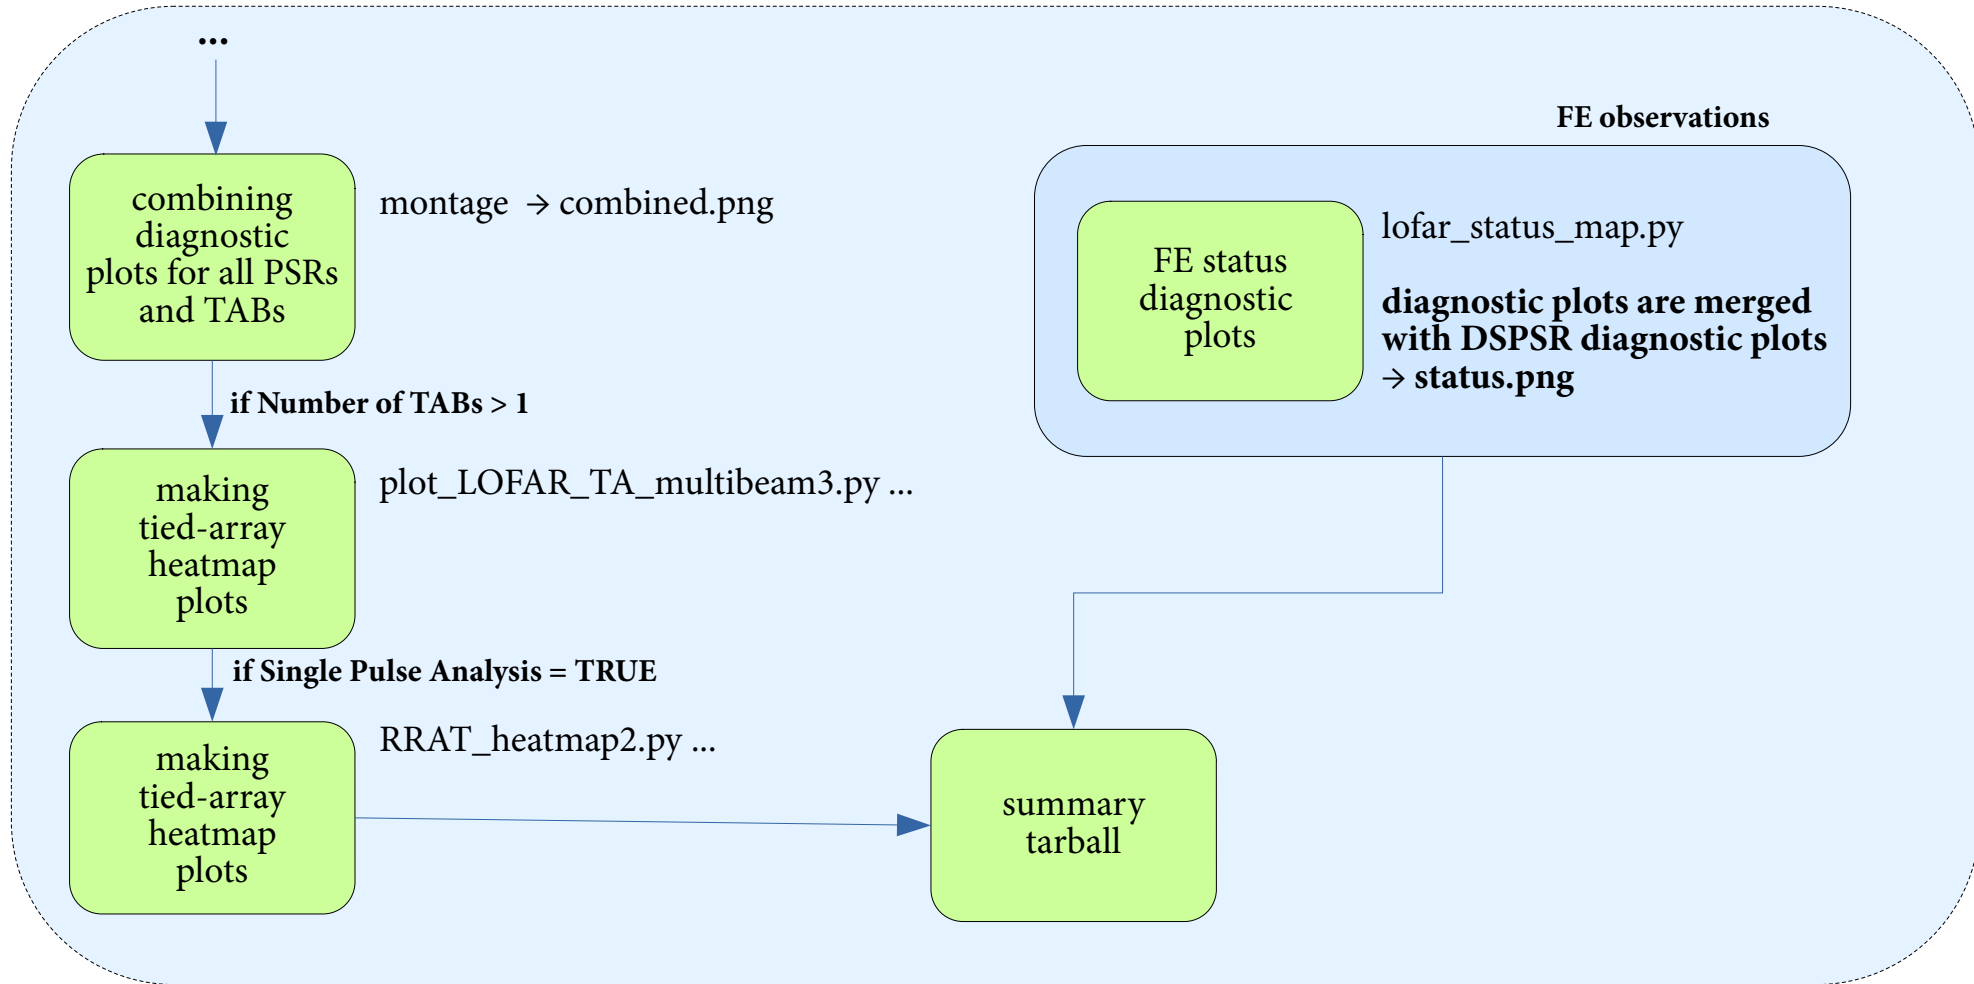 ...
combining
diagnostic
plots for all PSRs
and TABs
montage → combined.png
if Number of TABs > 1
making
tied-array
heatmap
plots
plot_LOFAR_TA_multibeam3.py ...
if Single Pulse Analysis = TRUE
making
tied-array
heatmap
plots
RRAT_heatmap2.py ...
FE observations
FE status
diagnostic
plots
lofar_status_map.py
diagnostic plots are merged
with DSPSR diagnostic plots
→ status.png
summary
tarball